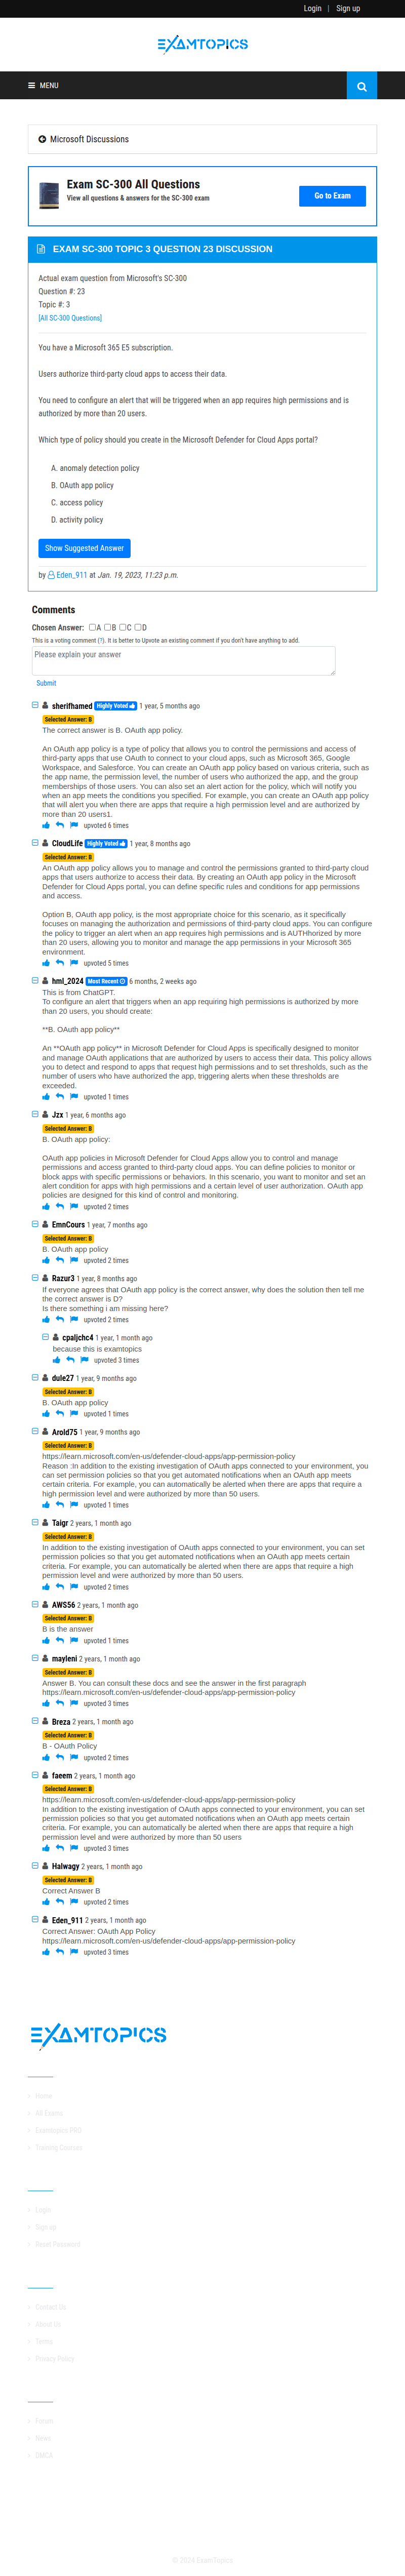 Login | Sign up
EXAMTOPICS
MENU
Microsoft Discussions
Exam SC-300 All Questions
View all questions & answers for the SC-300 exam
Go to Exam
EXAM SC-300 TOPIC 3 QUESTION 23 DISCUSSION
Actual exam question from Microsoft's SC-300
Question #: 23
Topic #: 3
[All SC-300 Questions]
You have a Microsoft 365 E5 subscription.
Users authorize third-party cloud apps to access their data.
You need to configure an alert that will be triggered when an app requires high permissions and is
authorized by more than 20 users.
Which type of policy should you create in the Microsoft Defender for Cloud Apps portal?
A. anomaly detection policy
B. OAuth app policy
C. access policy
D. activity policy
Show Suggested Answer
by Eden_911 at Jan. 19, 2023, 11:23 p.m.
Comments
Chosen Answer: A B C D
This is a voting comment (?). It is better to Upvote an existing comment if you don't have anything to add.
Please explain your answer
Submit
sherifhamed Highly Voted 1 year, 5 months ago
Selected Answer: B
The correct answer is B. OAuth app policy.
An OAuth app policy is a type of policy that allows you to control the permissions and access of
third-party apps that use OAuth to connect to your cloud apps, such as Microsoft 365, Google
Workspace, and Salesforce. You can create an OAuth app policy based on various criteria, such as
the app name, the permission level, the number of users who authorized the app, and the group
memberships of those users. You can also set an alert action for the policy, which will notify you
when an app meets the conditions you specified. For example, you can create an OAuth app policy
that will alert you when there are apps that require a high permission level and are authorized by
more than 20 users1.
upvoted 6 times
CloudLife Highly Voted 1 year, 8 months ago
Selected Answer: B
An OAuth app policy allows you to manage and control the permissions granted to third-party cloud
apps that users authorize to access their data. By creating an OAuth app policy in the Microsoft
Defender for Cloud Apps portal, you can define specific rules and conditions for app permissions
and access.
Option B, OAuth app policy, is the most appropriate choice for this scenario, as it specifically
focuses on managing the authorization and permissions of third-party cloud apps. You can configure
the policy to trigger an alert when an app requires high permissions and is AUTHhorized by more
than 20 users, allowing you to monitor and manage the app permissions in your Microsoft 365
environment.
upvoted 5 times
hml_2024 Most Recent 6 months, 2 weeks ago
This is from ChatGPT.
To configure an alert that triggers when an app requiring high permissions is authorized by more
than 20 users, you should create:
**B. OAuth app policy**
An **OAuth app policy** in Microsoft Defender for Cloud Apps is specifically designed to monitor
and manage OAuth applications that are authorized by users to access their data. This policy allows
you to detect and respond to apps that request high permissions and to set thresholds, such as the
number of users who have authorized the app, triggering alerts when these thresholds are
exceeded.
upvoted 1 times
Jzx 1 year, 6 months ago
Selected Answer: B
B. OAuth app policy:
OAuth app policies in Microsoft Defender for Cloud Apps allow you to control and manage
permissions and access granted to third-party cloud apps. You can define policies to monitor or
block apps with specific permissions or behaviors. In this scenario, you want to monitor and set an
alert condition for apps with high permissions and a certain level of user authorization. OAuth app
policies are designed for this kind of control and monitoring.
upvoted 2 times
EmnCours 1 year, 7 months ago
Selected Answer: B
B. OAuth app policy
upvoted 2 times
Razur3 1 year, 8 months ago
If everyone agrees that OAuth app policy is the correct answer, why does the solution then tell me
the correct answer is D?
Is there something i am missing here?
upvoted 2 times
cpaljchc4 1 year, 1 month ago
because this is examtopics
upvoted 3 times
dule27 1 year, 9 months ago
Selected Answer: B
B. OAuth app policy
upvoted 1 times
Arold75 1 year, 9 months ago
Selected Answer: B
https://learn.microsoft.com/en-us/defender-cloud-apps/app-permission-policy
Reason :In addition to the existing investigation of OAuth apps connected to your environment, you
can set permission policies so that you get automated notifications when an OAuth app meets
certain criteria. For example, you can automatically be alerted when there are apps that require a
high permission level and were authorized by more than 50 users.
upvoted 1 times
Taigr 2 years, 1 month ago
Selected Answer: B
In addition to the existing investigation of OAuth apps connected to your environment, you can set
permission policies so that you get automated notifications when an OAuth app meets certain
criteria. For example, you can automatically be alerted when there are apps that require a high
permission level and were authorized by more than 50 users.
upvoted 2 times
AWS56 2 years, 1 month ago
Selected Answer: B
B is the answer
upvoted 1 times
mayleni 2 years, 1 month ago
Selected Answer: B
Answer B. You can consult these docs and see the answer in the first paragraph
https://learn.microsoft.com/en-us/defender-cloud-apps/app-permission-policy
upvoted 3 times
Breza 2 years, 1 month ago
Selected Answer: B
B - OAuth Policy
upvoted 2 times
faeem 2 years, 1 month ago
Selected Answer: B
https://learn.microsoft.com/en-us/defender-cloud-apps/app-permission-policy
In addition to the existing investigation of OAuth apps connected to your environment, you can set
permission policies so that you get automated notifications when an OAuth app meets certain
criteria. For example, you can automatically be alerted when there are apps that require a high
permission level and were authorized by more than 50 users
upvoted 3 times
Halwagy 2 years, 1 month ago
Selected Answer: B
Correct Answer B
upvoted 2 times
Eden_911 2 years, 1 month ago
Correct Answer: OAuth App Policy
https://learn.microsoft.com/en-us/defender-cloud-apps/app-permission-policy
upvoted 3 times
EXAMTOPICS
Home
All Exams
Examtopics PRO
Training Courses
Login
Sign up
Reset Password
Contact Us
About Us
Terms
Privacy Policy
Forum
News
DMCA
© 2024 ExamTopics